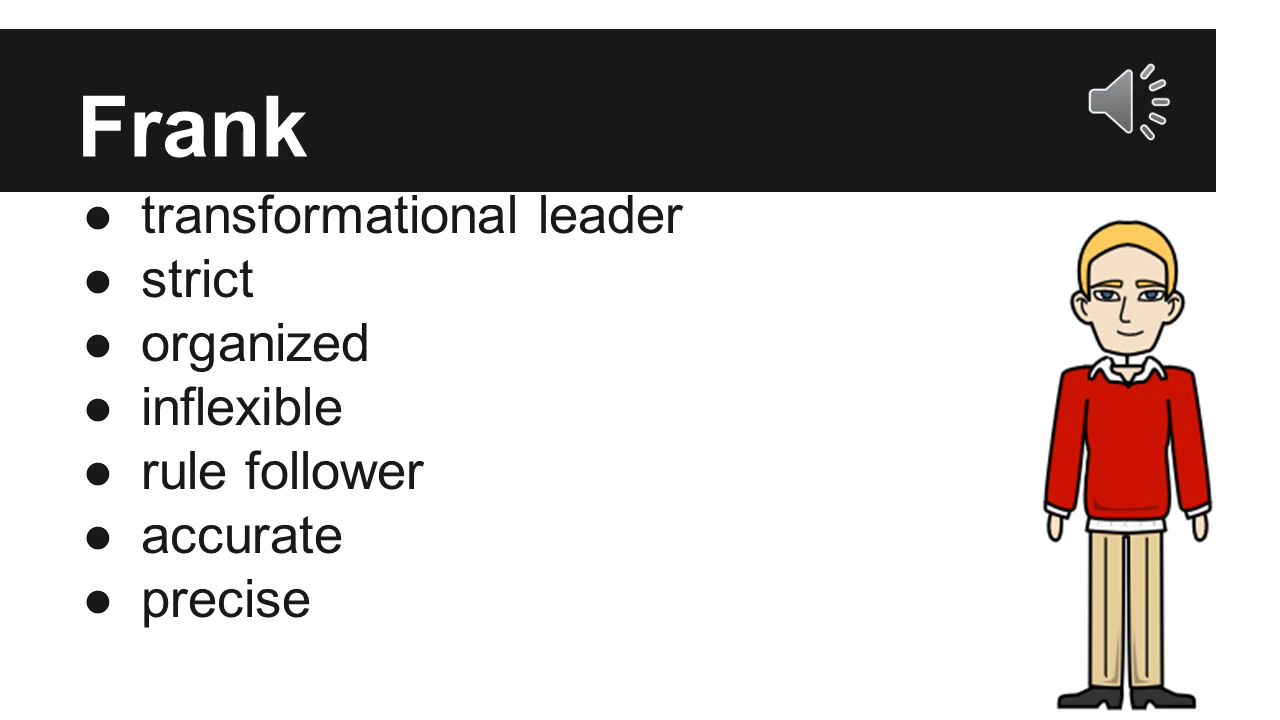 Frank
● transformational leader
● strict
● organized
● inflexible
● rule follower
● accurate
● precise